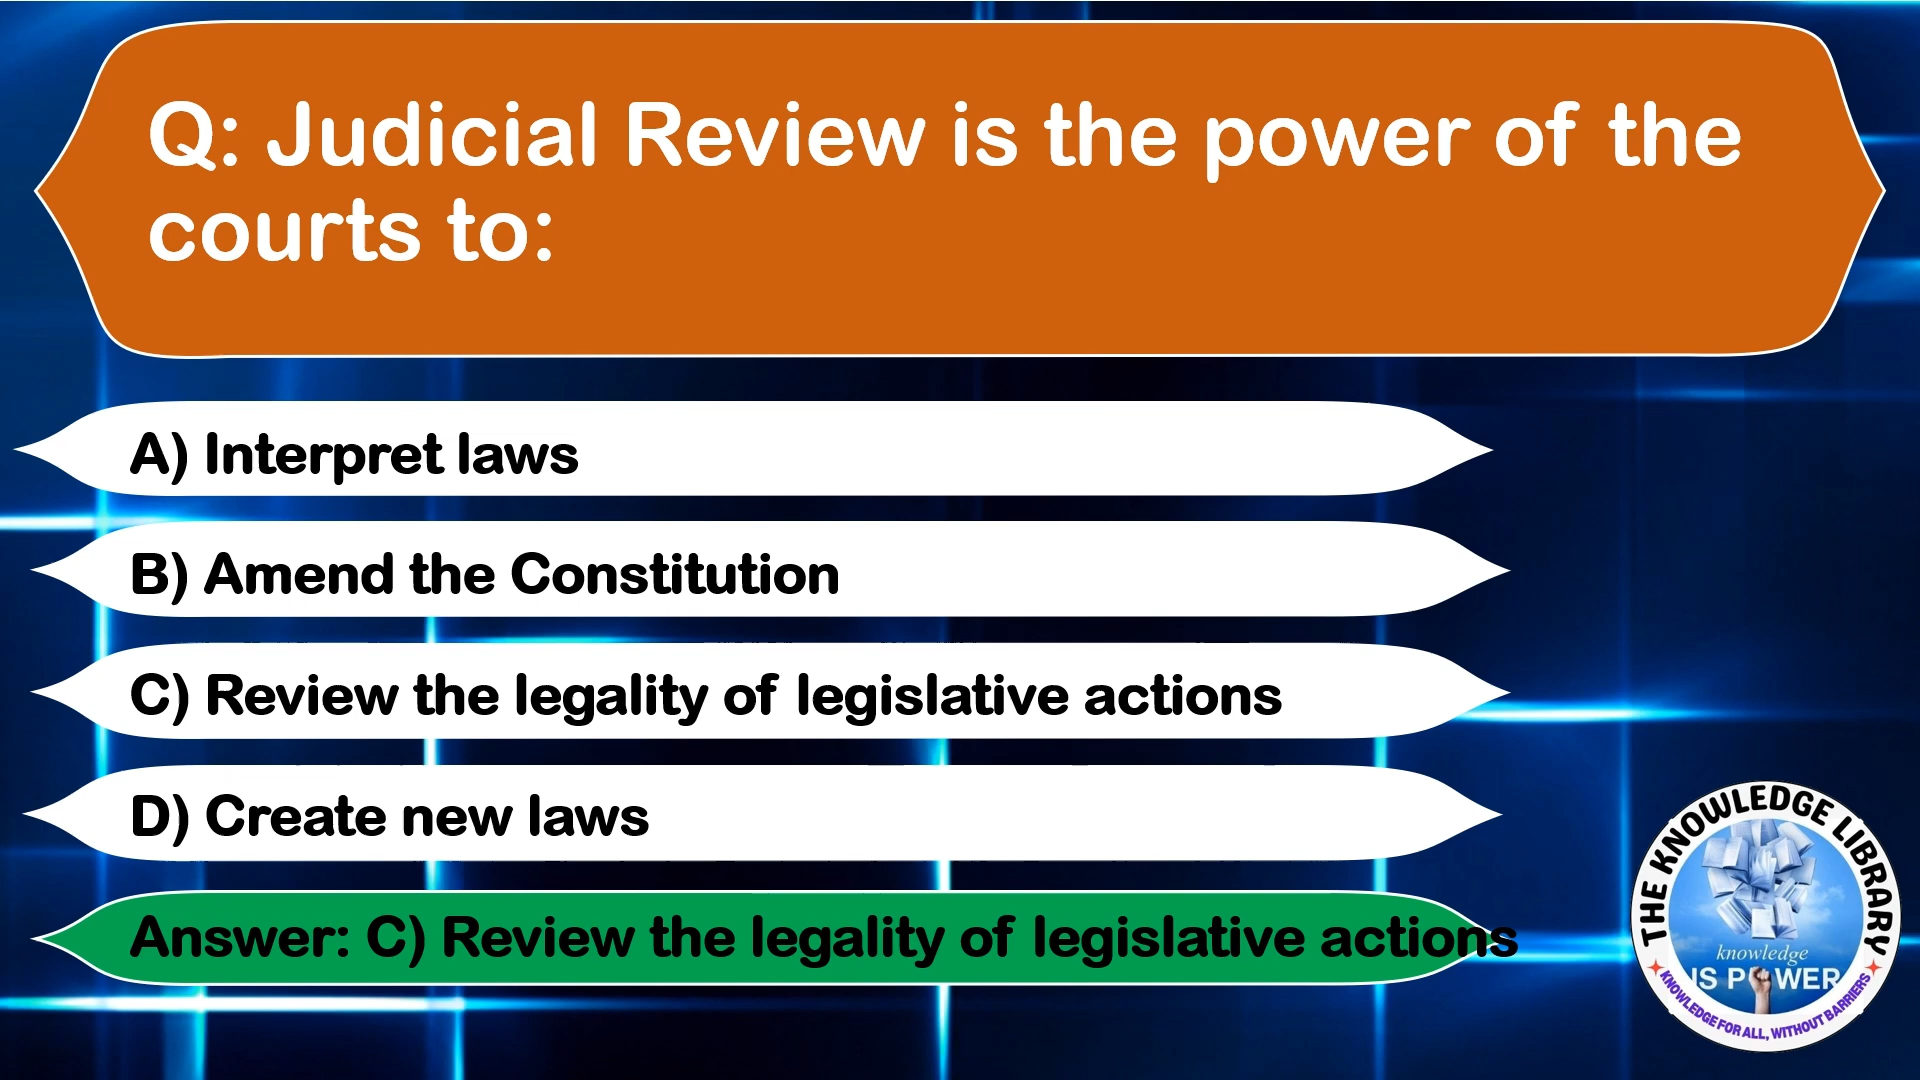 Q: Judicial Review is the power of the
courts to:
A) Interpret laws
B) Amend the Constitution
C) Review the legality of legislative actions
D) Create new laws
Answer: C) Review the legality of legislative actions
THE KNOWLEDGE LIBRARY
knowledge
IS POWER
KNOWLEDGE FOR ALL, WITHOUT BARRIERS